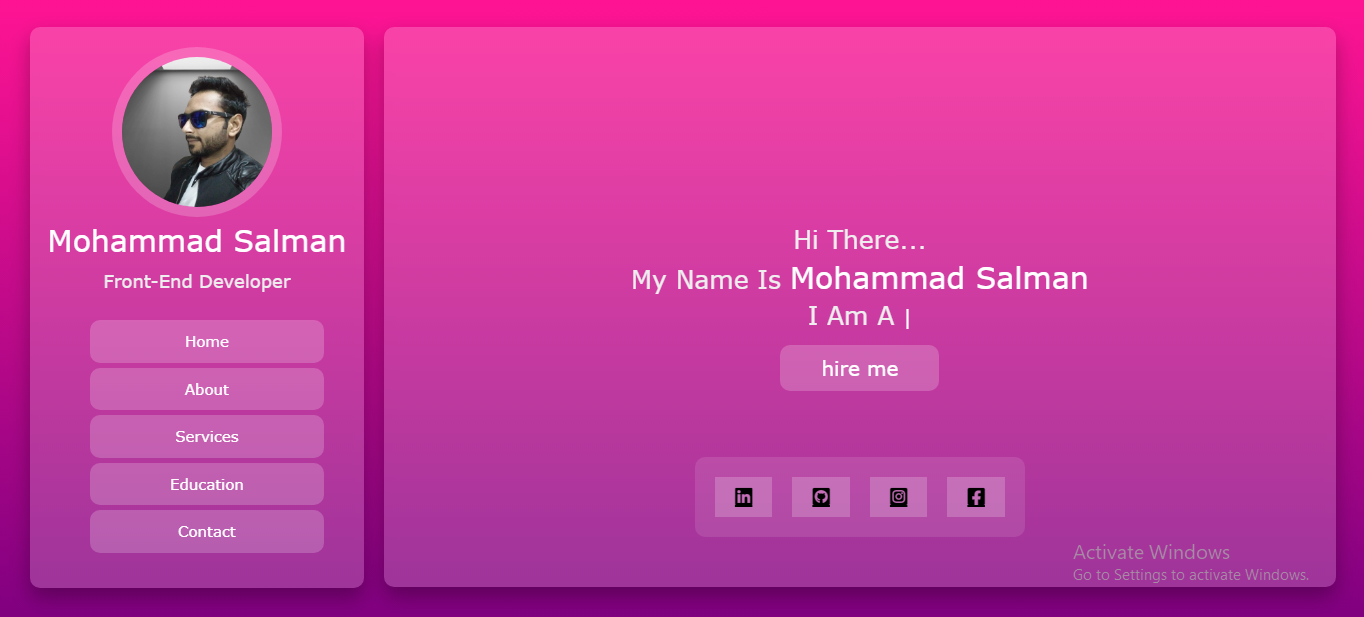 Mohammad Salman
Front-End Developer
Home
About
Services
Education
Contact
Hi There...
My Name Is Mohammad Salman
I Am A |
hire me
Activate Windows
Go to Settings to activate Windows.